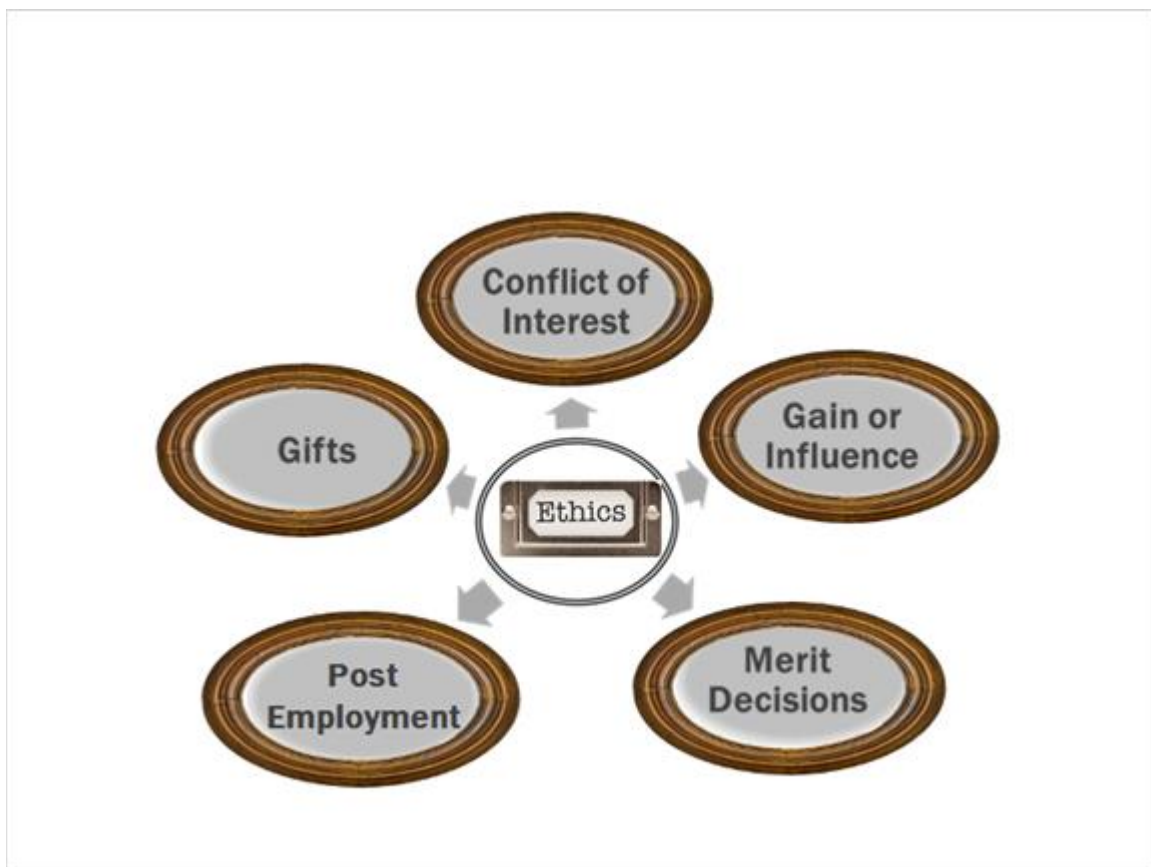 Conflict of
Interest
Gain or
Influence
Gifts
Ethics
Merit
Decisions
Post
Employment